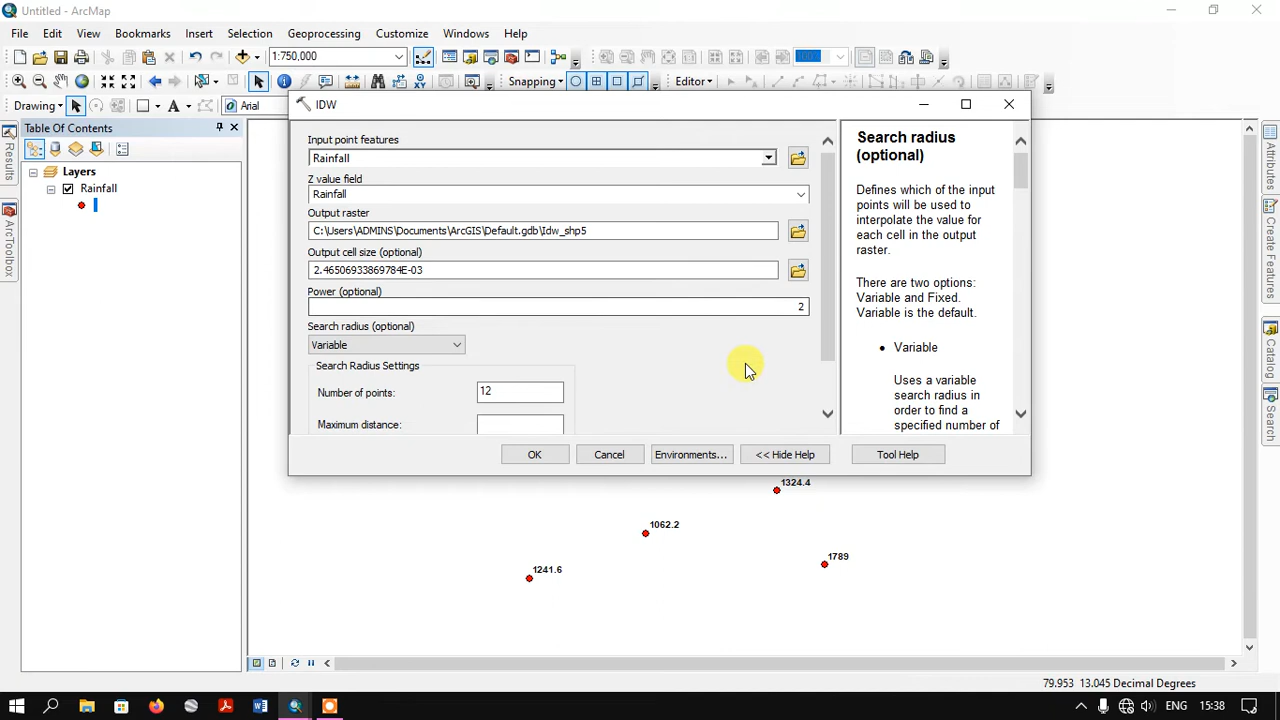 Untitled - ArcMap
File Edit View Bookmarks Insert Selection Geoprocessing Customize Windows Help
1:750,000
Snapping Editor
Drawing A Arial
IDW
Table Of Contents
Layers
Rainfall
Results
ArcToolbox
Input point features
Rainfall
Z value field
Rainfall
Output raster
C:\Users\ADMINS\Documents\ArcGIS\Default.gdb\Idw_shp5
Output cell size (optional)
2.46506933869784E-03
Power (optional)
2
Search radius (optional)
Variable
Search Radius Settings
Number of points: 12
Maximum distance:
OK Cancel Environments... << Hide Help Tool Help
Search radius
(optional)
Defines which of the input
points will be used to
interpolate the value for
each cell in the output
raster.
There are two options:
Variable and Fixed.
Variable is the default.
• Variable
Uses a variable
search radius in
order to find a
specified number of
Attributes
Create Features
Catalog
Search
1324.4
1062.2
1789
1241.6
79.953 13.045 Decimal Degrees
ENG 15:38